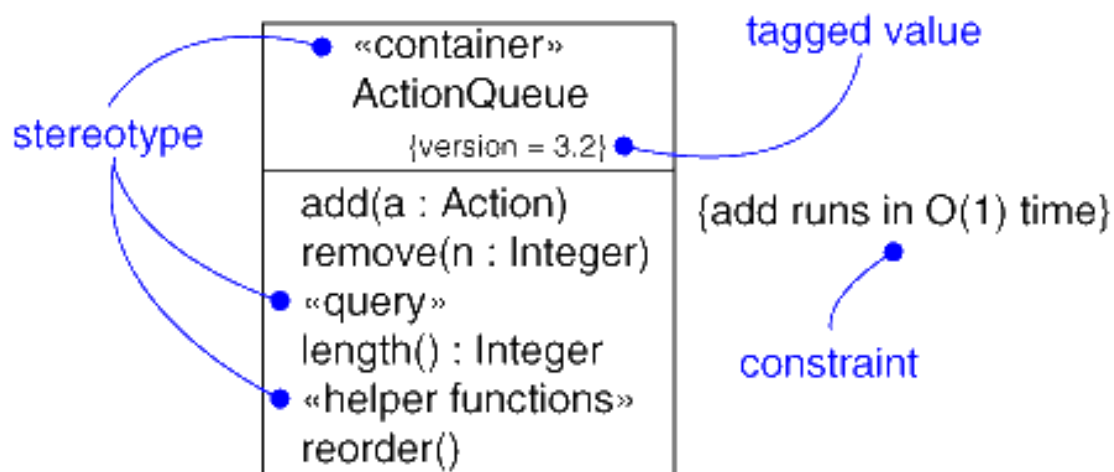 tagged value
«container»
ActionQueue
stereotype
{version = 3.2}
add(a : Action)
{add runs in O(1) time}
remove(n : Integer)
«query»
length() : Integer
constraint
«helper functions»
reorder()